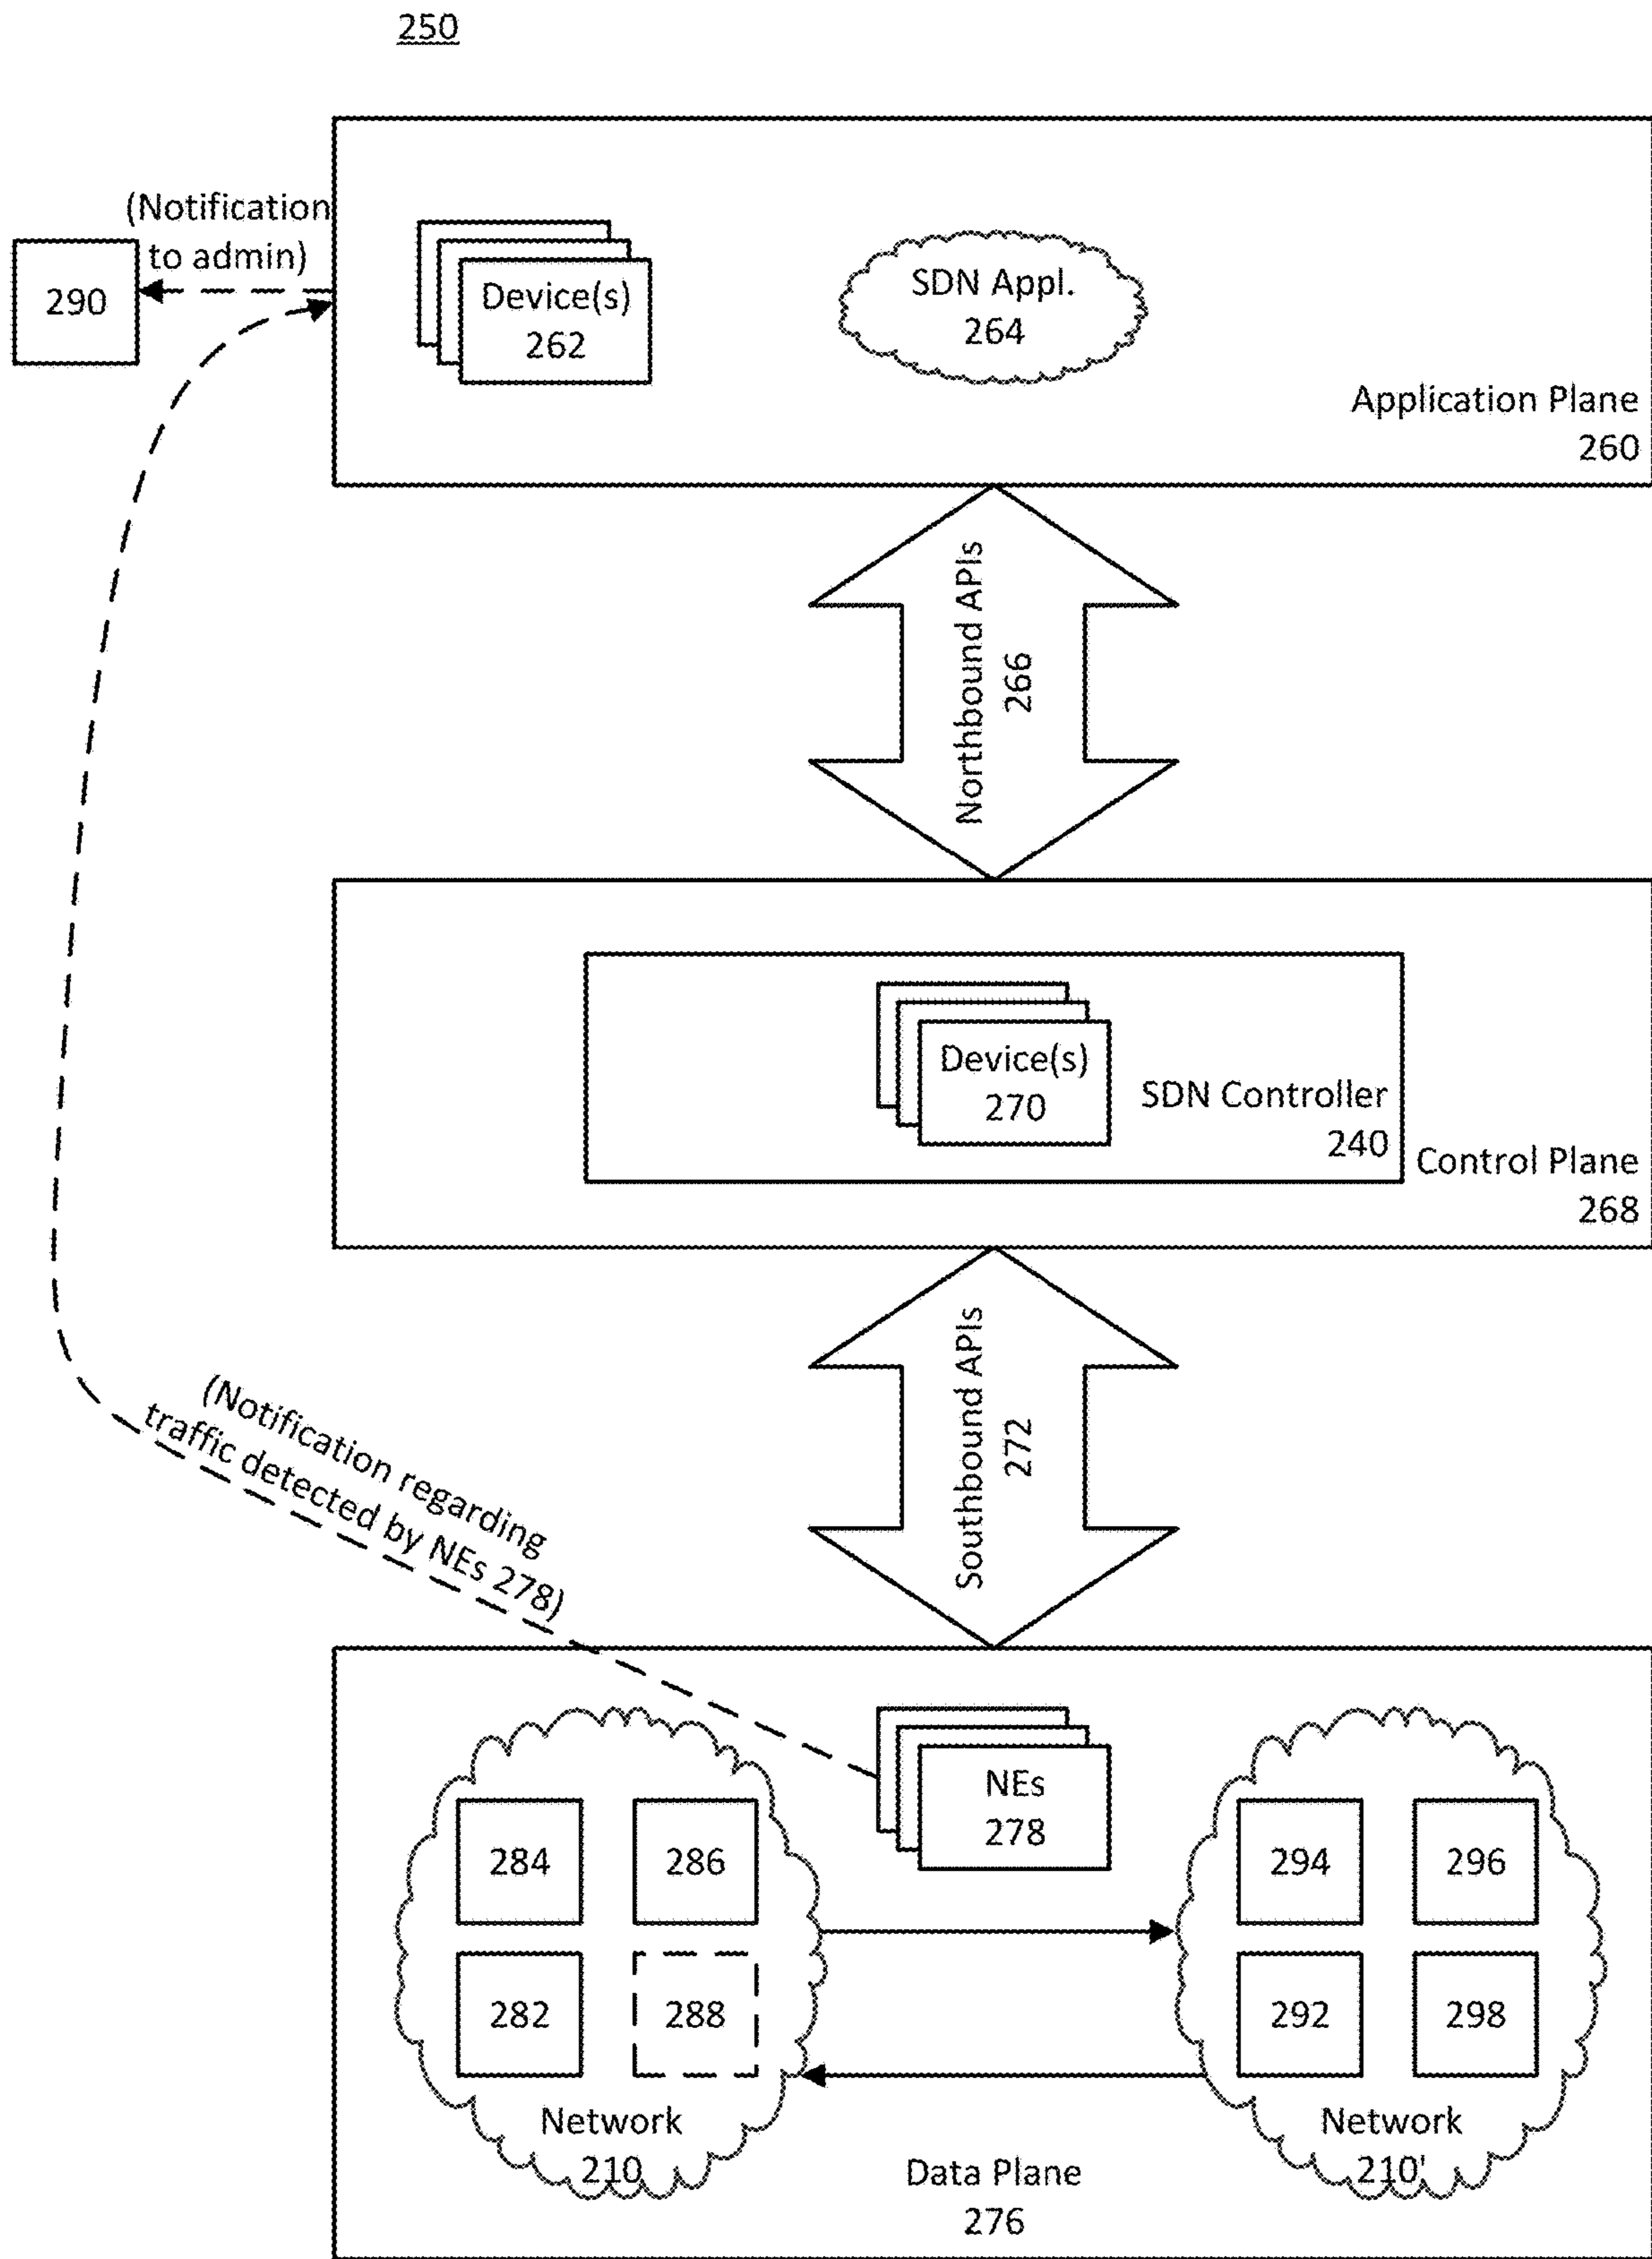 250
(Notification
to admin)
290
Device(s)
262
SDN Appl.
264
Application Plane
260
Northbound APIs
266
Device(s)
270
SDN Controller
240
Control Plane
268
Southbound APIs
272
(Notification regarding
traffic detected by NEs 278)
NEs
278
284
286
294
296
282
288
292
298
Network
210
Network
210'
Data Plane
276